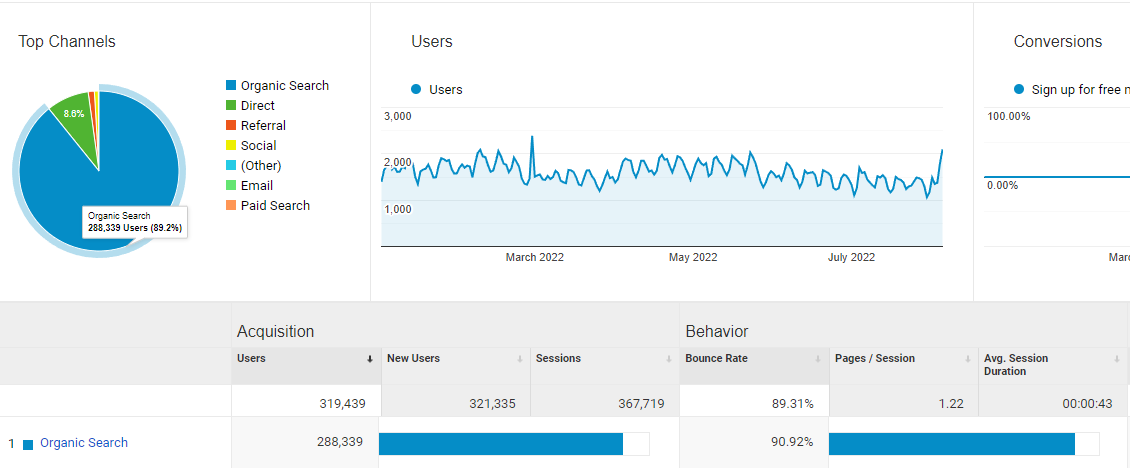 Top Channels
Organic Search
Direct
Referral
Social
(Other)
Email
Paid Search
8.6%
Organic Search
288,339 Users (89.2%)
Users
Users
3,000
2,000
1,000
March 2022
May 2022
July 2022
Conversions
Sign up for free
100.00%
0.00%
Marc
Acquisition
Behavior
Users
New Users
Sessions
Bounce Rate
Pages / Session
Avg. Session
Duration
319,439
321,335
367,719
89.31%
1.22
00:00:43
1
Organic Search
288,339
90.92%